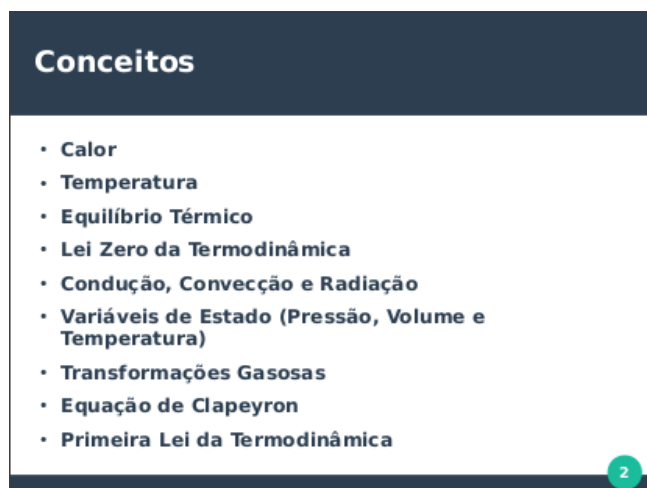 Conceitos
• Calor
• Temperatura
• Equilíbrio Térmico
• Lei Zero da Termodinâmica
• Condução, Convecção e Radiação
• Variáveis de Estado (Pressão, Volume e
Temperatura)
• Transformações Gasosas
• Equação de Clapeyron
• Primeira Lei da Termodinâmica
2